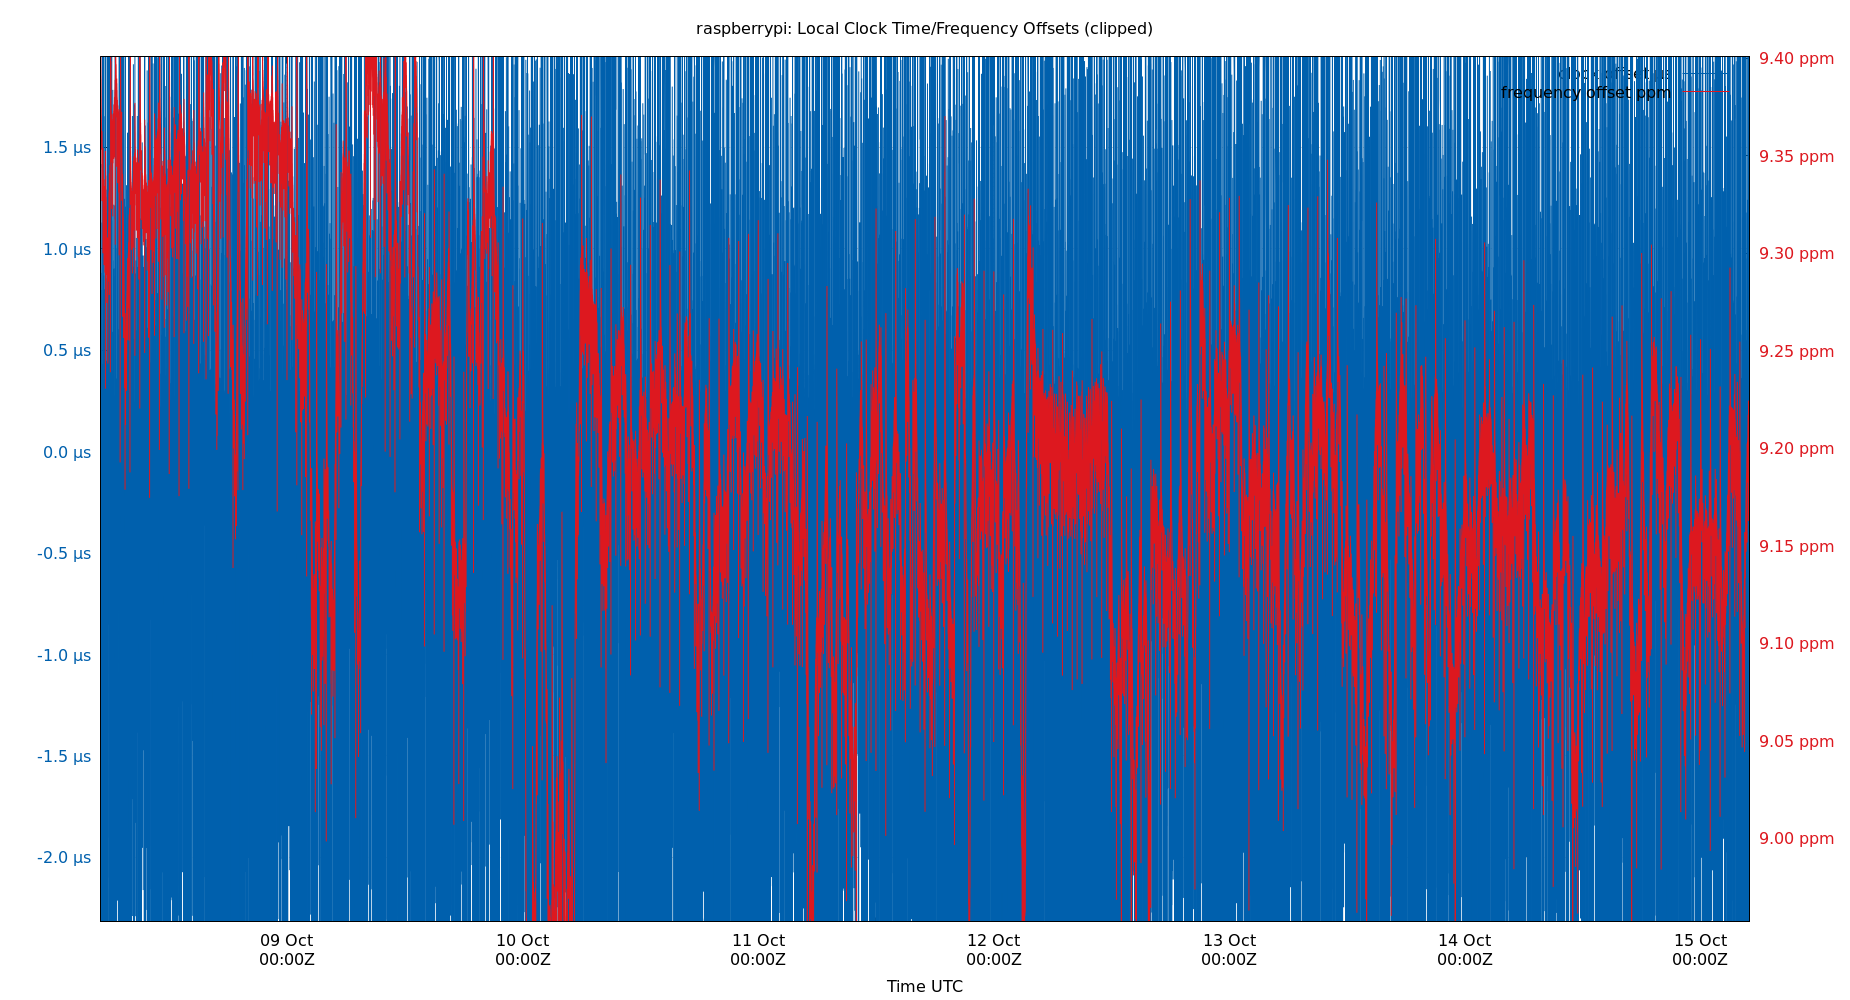 raspberrypi: Local Clock Time/Frequency Offsets (clipped)
clock offset µs
frequency offset ppm
1.5 µs
1.0 µs
0.5 µs
0.0 µs
-0.5 µs
-1.0 µs
-1.5 µs
-2.0 µs
9.40 ppm
9.35 ppm
9.30 ppm
9.25 ppm
9.20 ppm
9.15 ppm
9.10 ppm
9.05 ppm
9.00 ppm
09 Oct
00:00Z
10 Oct
00:00Z
11 Oct
00:00Z
12 Oct
00:00Z
13 Oct
00:00Z
14 Oct
00:00Z
15 Oct
00:00Z
Time UTC